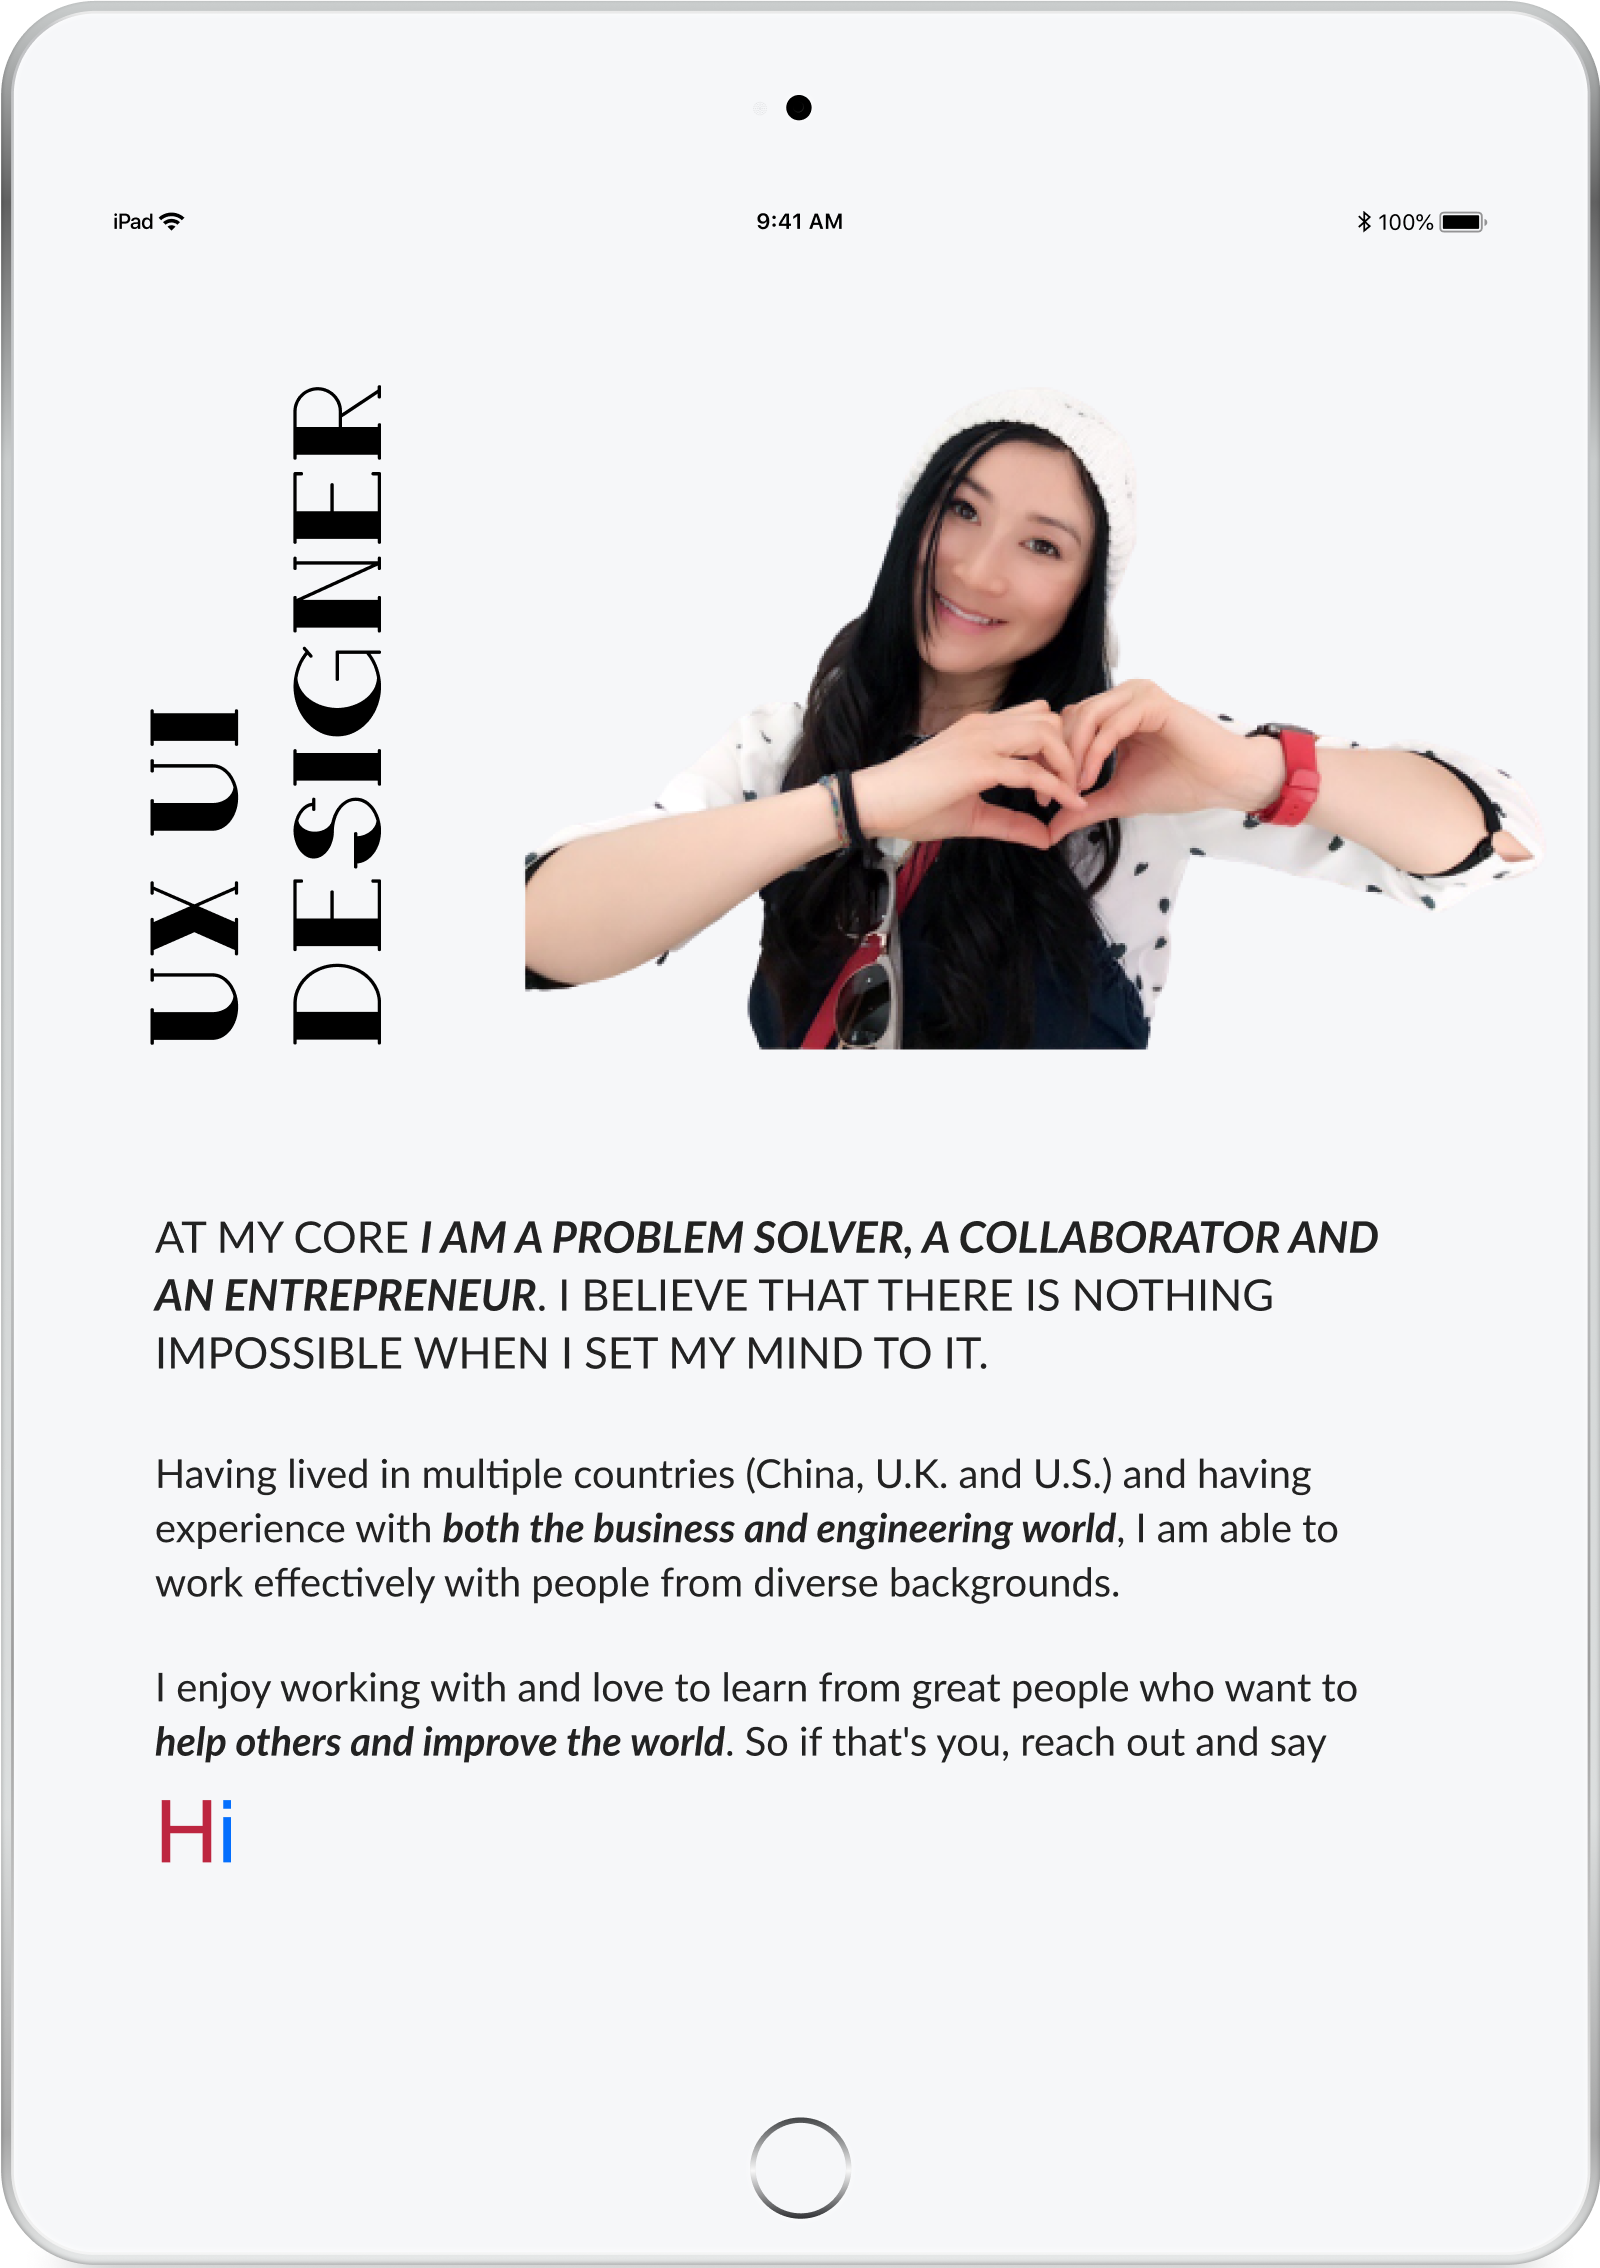 iPad
9:41 AM
100%
UX UI
DESIGNER
AT MY CORE I AM A PROBLEM SOLVER, A COLLABORATOR AND
AN ENTREPRENEUR. I BELIEVE THAT THERE IS NOTHING
IMPOSSIBLE WHEN I SET MY MIND TO IT.
Having lived in multiple countries (China, U.K. and U.S.) and having
experience with both the business and engineering world, I am able to
work effectively with people from diverse backgrounds.
I enjoy working with and love to learn from great people who want to
help others and improve the world. So if that's you, reach out and say
Hi